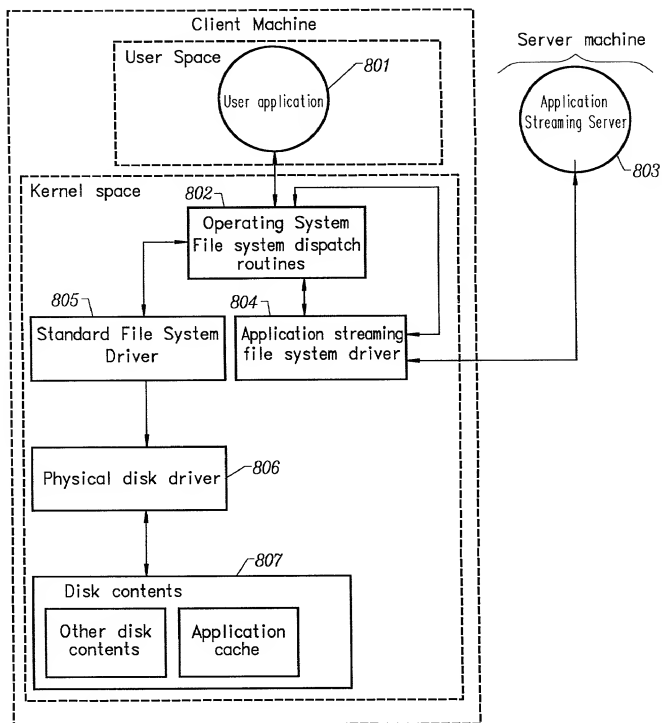 Client Machine
User Space
801
User application
Server machine
Application
Streaming Server
803
Kernel space
802
Operating System
File system dispatch
routines
805
Standard File System
Driver
804
Application streaming
file system driver
Physical disk driver
806
807
Disk contents
Other disk
contents
Application
cache